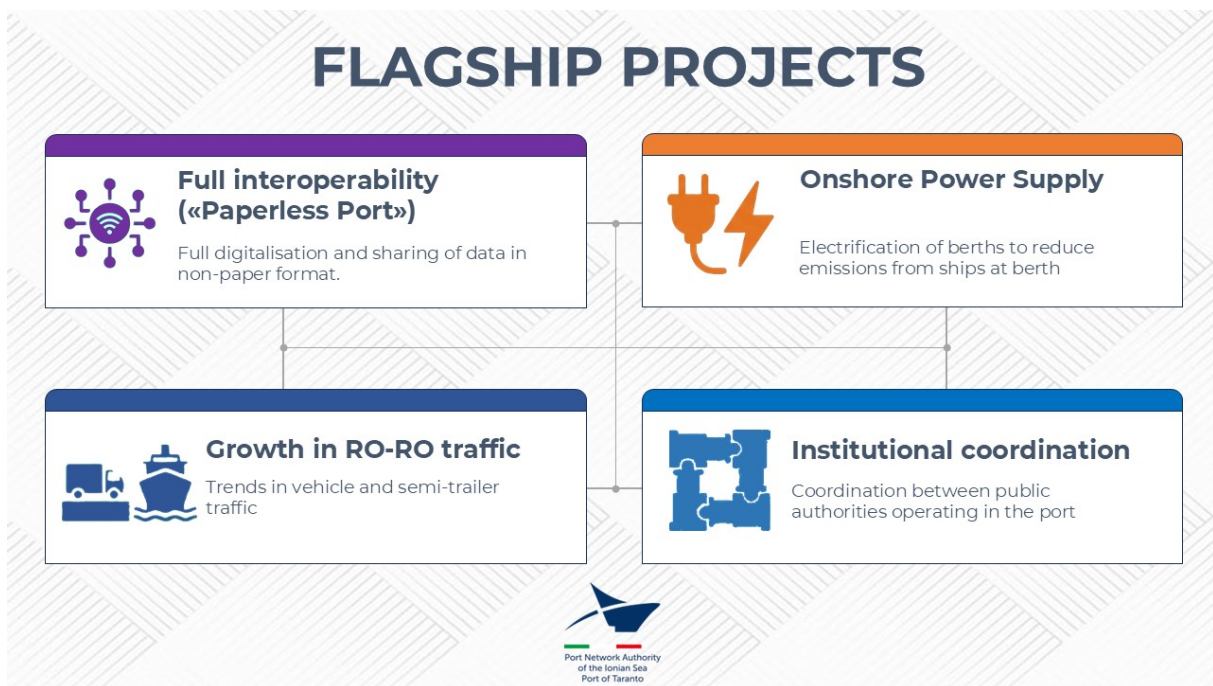 FLAGSHIP PROJECTS
Full interoperability
(«Paperless Port»)
Full digitalisation and sharing of data in
non-paper format.
Onshore Power Supply
Electrification of berths to reduce
emissions from ships at berth
Growth in RO-RO traffic
Trends in vehicle and semi-trailer
traffic
Institutional coordination
Coordination between public
authorities operating in the port
Port Network Authority
of the Ionian Sea
Port of Taranto